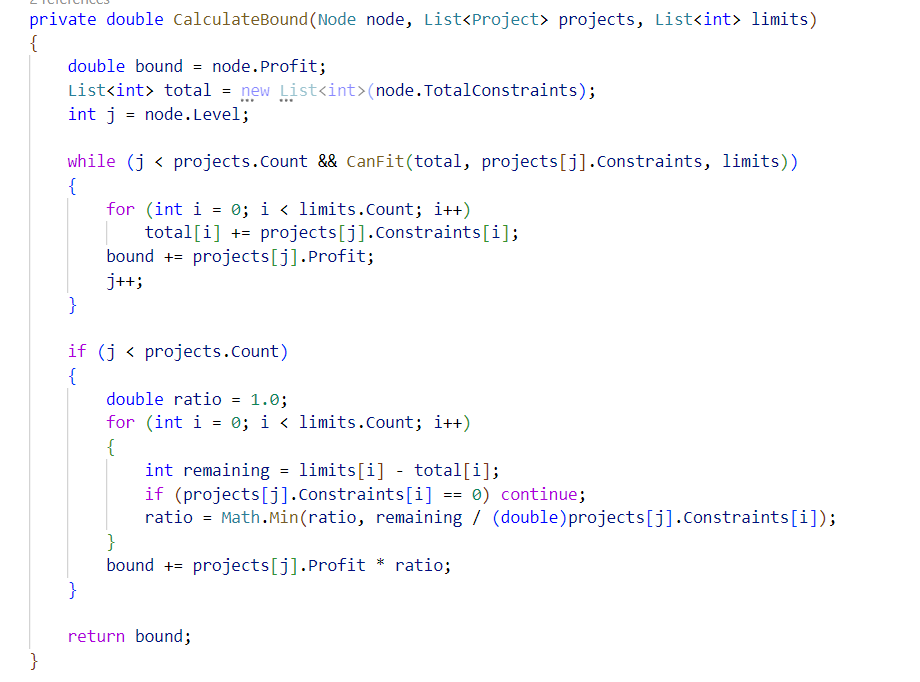 2 references
private double CalculateBound(Node node, List<Project> projects, List<int> limits)
{
    double bound = node.Profit;
    List<int> total = new List<int>(node.TotalConstraints);
    int j = node.Level;

    while (j < projects.Count && CanFit(total, projects[j].Constraints, limits))
    {
        for (int i = 0; i < limits.Count; i++)
            total[i] += projects[j].Constraints[i];
        bound += projects[j].Profit;
        j++;
    }

    if (j < projects.Count)
    {
        double ratio = 1.0;
        for (int i = 0; i < limits.Count; i++)
        {
            int remaining = limits[i] - total[i];
            if (projects[j].Constraints[i] == 0) continue;
            ratio = Math.Min(ratio, remaining / (double)projects[j].Constraints[i]);
        }
        bound += projects[j].Profit * ratio;
    }

    return bound;
}